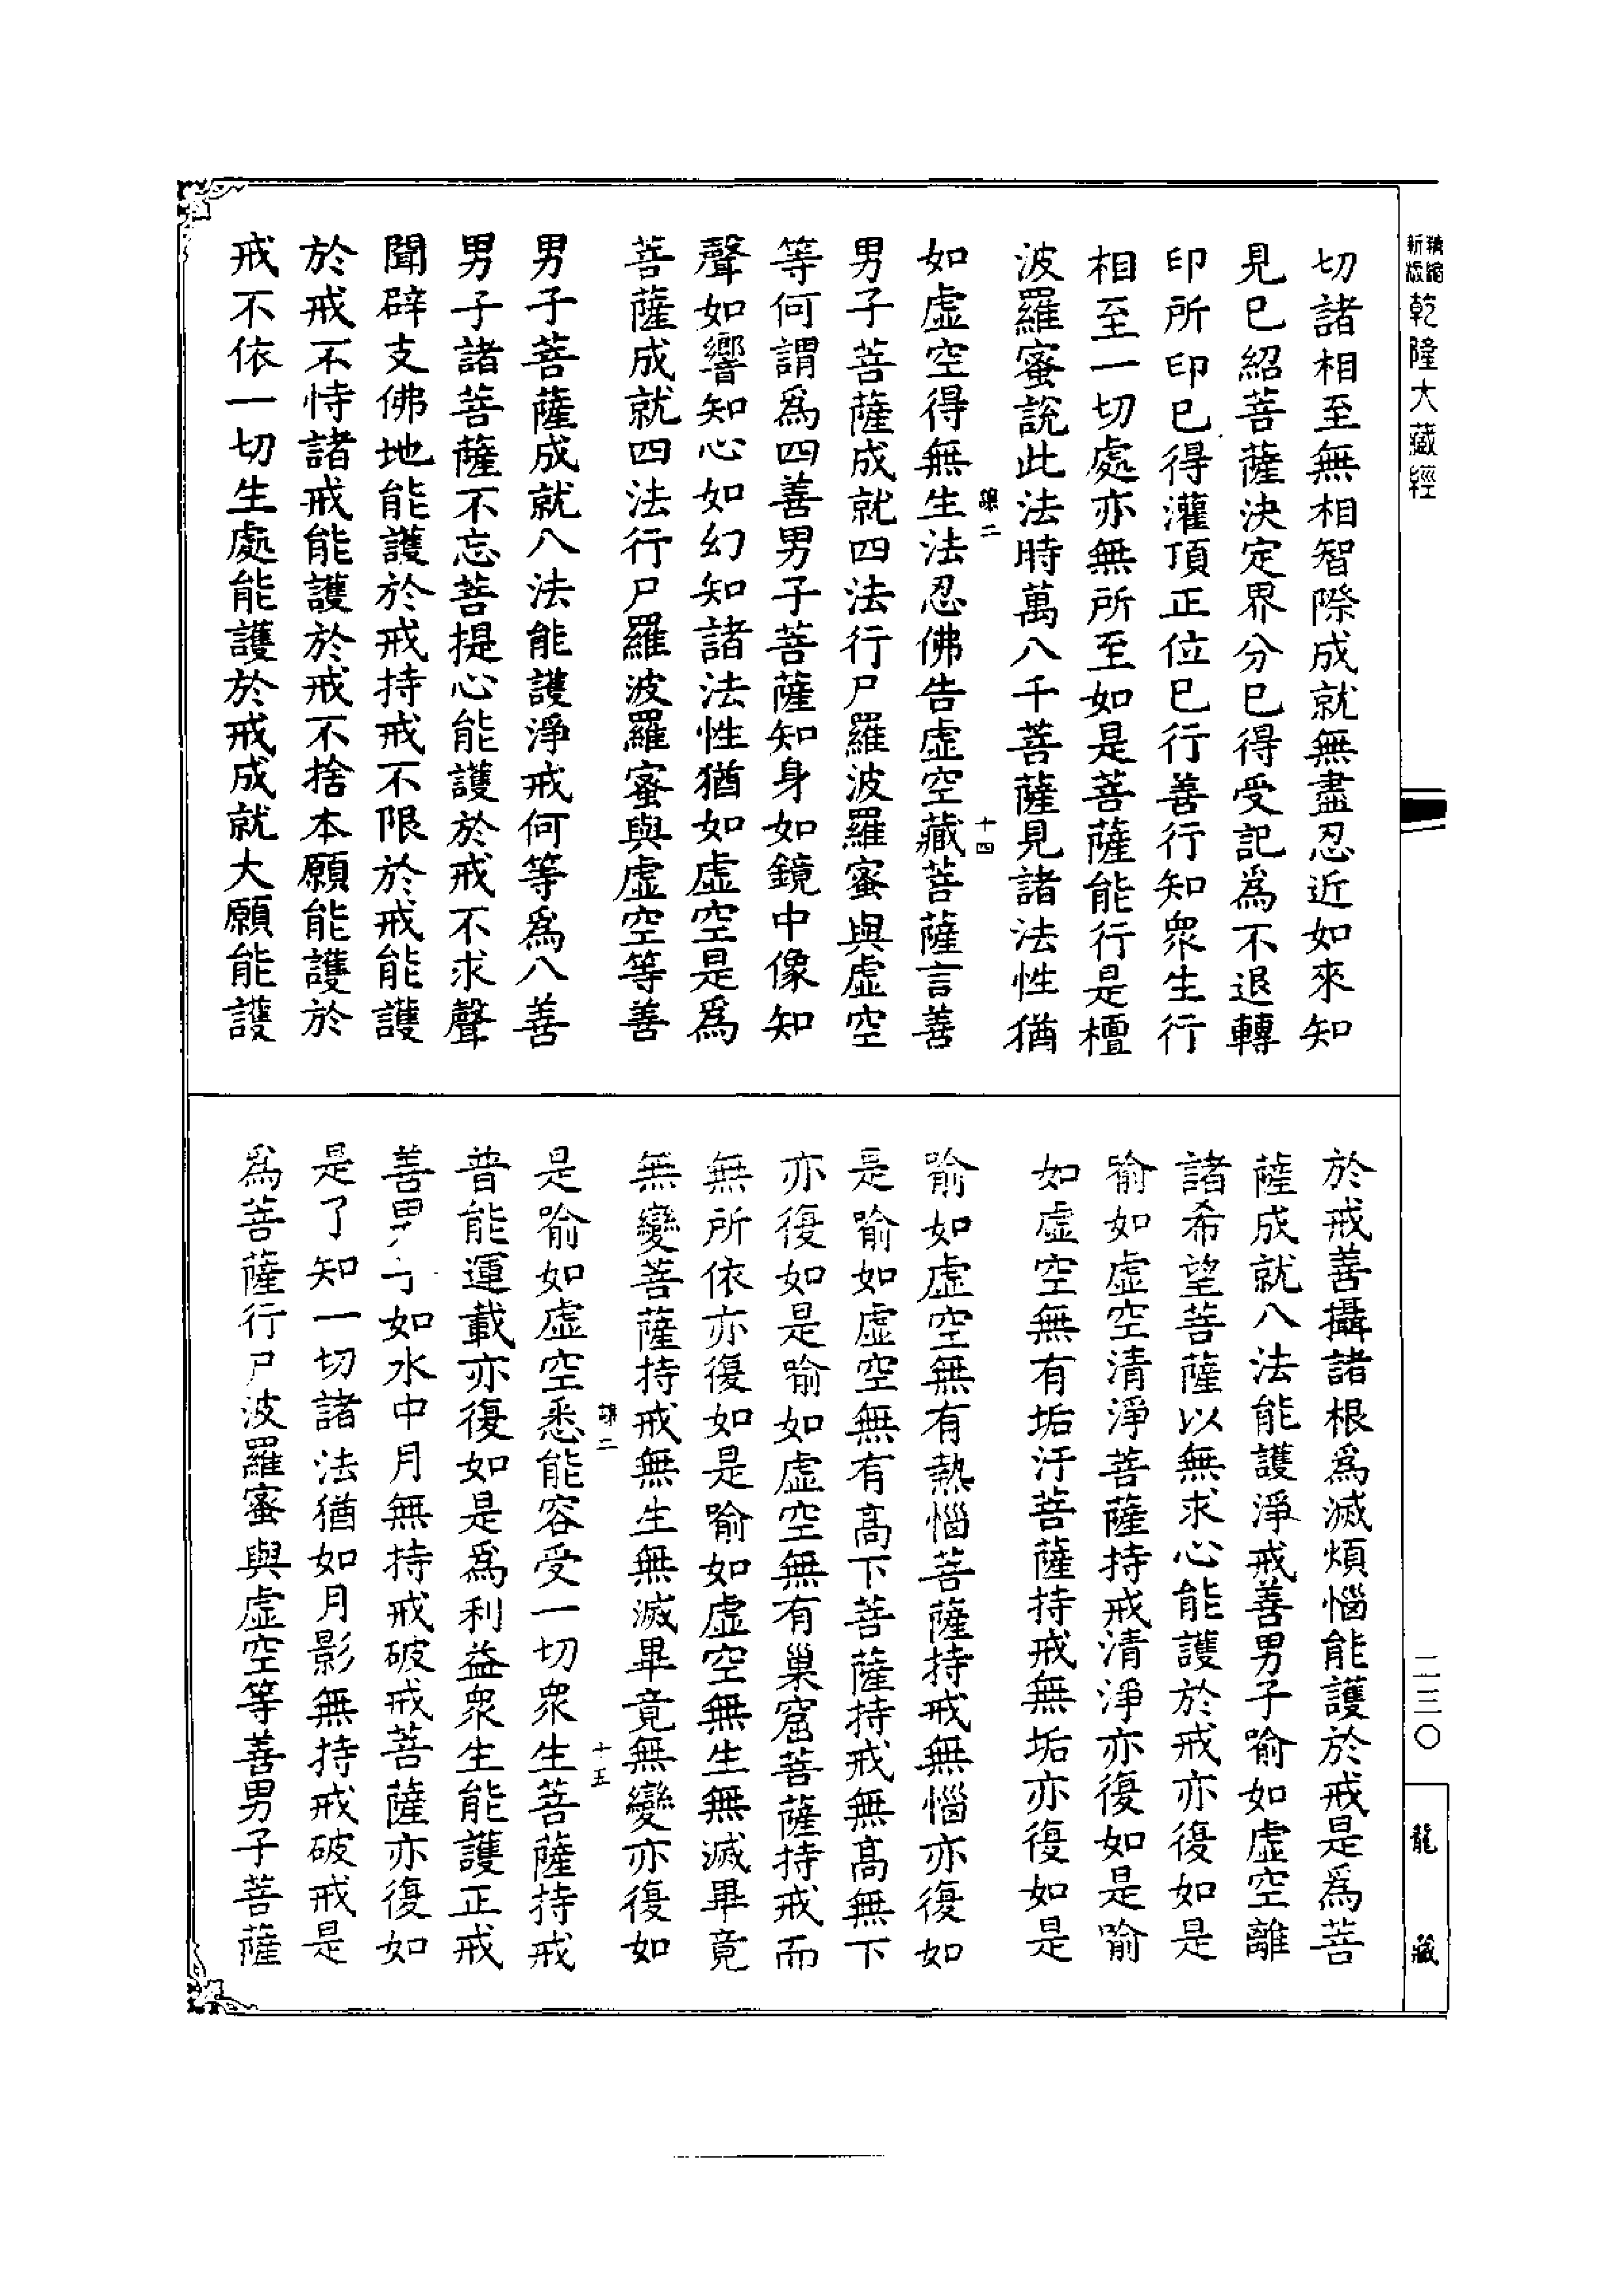 新版
乾隆大藏經
切諸相至無相智際成就無盡忍近如來知
見已紹菩薩決定界分已得受記為不退轉
印所印已得灌頂正位已行善行知眾生行
相至一切處亦無所至如是菩薩能行是檀
波羅蜜說此法時萬八千菩薩見諸法性猶
二
十四
如虛空得無生法忍佛告虛空藏菩薩言善
男子菩薩成就四法行尸羅波羅蜜與虛空
等何謂為四善男子菩薩知身如鏡中像知
聲如響知心如幻知諸法性猶如虛空是為
菩薩成就四法行尸羅波羅蜜與虛空等善
男子菩薩成就八法能護淨戒何等為八善
男子諸菩薩不忘菩提心能護於戒不求聲
聞辟支佛地能護於戒持戒不限於戒能護
於戒不恃諸戒能護於戒不捨本願能護於
戒不依一切生處能護於戒成就大願能護
於戒善攝諸根為滅煩惱能護於戒是為菩
薩成就八法能護淨戒善男子喻如虛空離
諸希望菩薩以無求心能護於戒亦復如是
喻如虛空清淨菩薩持戒清淨亦復如是喻
如虛空無有垢汙菩薩持戒無垢亦復如是
喻如虛空無有熱惱菩薩持戒無惱亦復如
是喻如虛空無有高下菩薩持戒無高無下
亦復如是喻如虛空無有巢窟菩薩持戒而
無所依亦復如是喻如虛空無生無滅畢竟
無變菩薩持戒無生無滅畢竟無變亦復如
二
十五
是喻如虛空悉能容受一切眾生菩薩持戒
普能運載亦復如是為利益眾生能護正戒
善男子如水中月無持戒破戒菩薩亦復如
是了知一切諸法猶如月影無持戒破戒是
為菩薩行尸波羅蜜與虛空等善男子菩薩
二三〇
龍藏